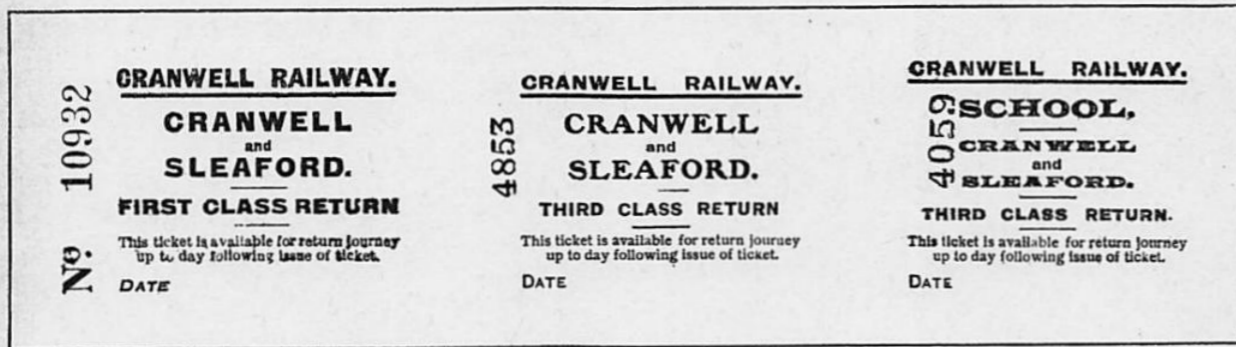 Nº. 10932
CRANWELL RAILWAY.
CRANWELL
and
SLEAFORD.
FIRST CLASS RETURN
This ticket is available for return journey
up to day following issue of ticket.
DATE
4853
CRANWELL RAILWAY.
CRANWELL
and
SLEAFORD.
THIRD CLASS RETURN
This ticket is available for return journey
up to day following issue of ticket.
DATE
4059
CRANWELL RAILWAY.
SCHOOL,
CRANWELL
and
SLEAFORD.
THIRD CLASS RETURN.
This ticket is available for return journey
up to day following issue of ticket.
DATE